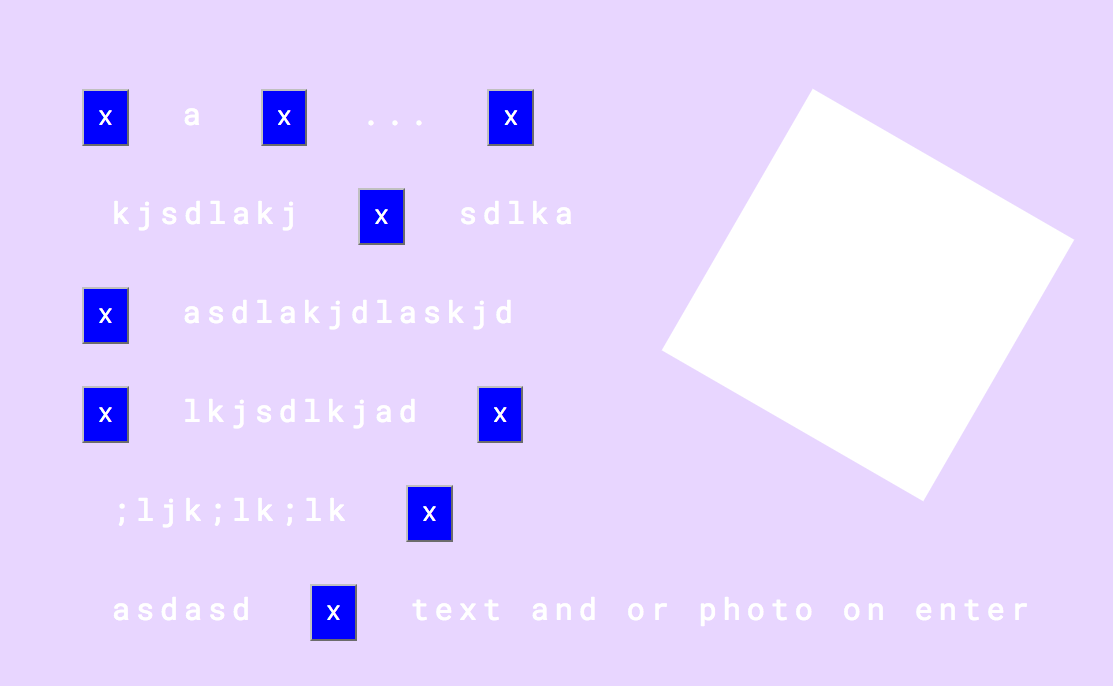 x a x ... x
kjsdlakj x sdlka
x asdlakjdlaskjd
x lkjsdlkjad x
;ljk;lk;lk x
asdasd x text and or photo on enter